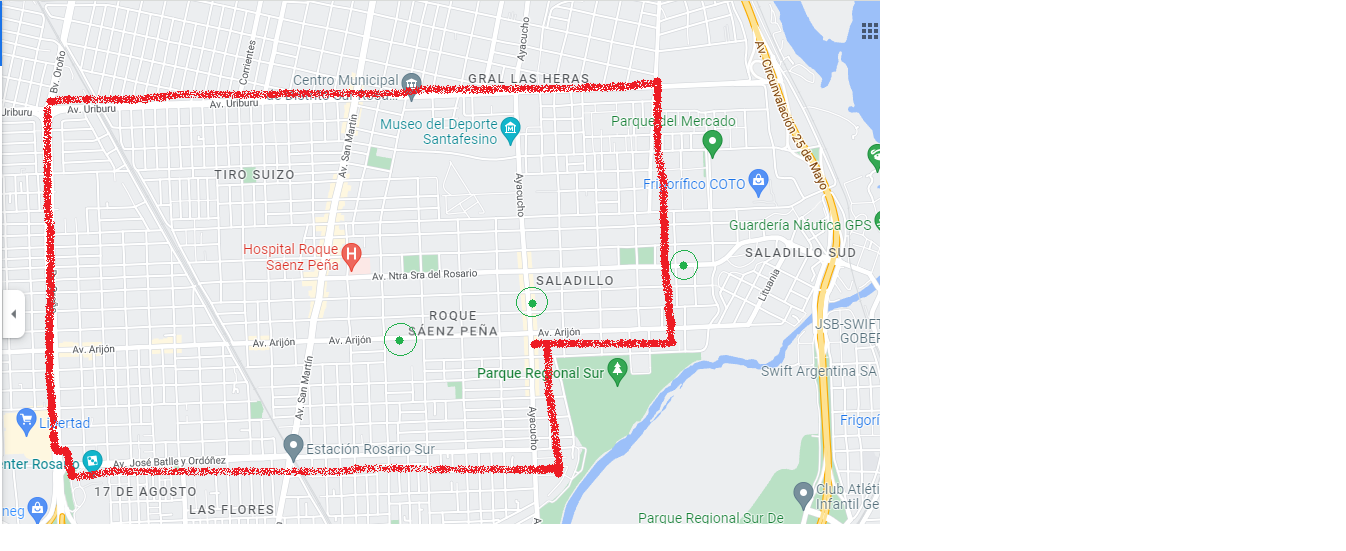 Av. Circunvalación 25 de Mayo
Bv. Oroño
Corrientes
Ayacucho
Centro Municipal
GRAL LAS HERAS
Uriburu
Av. Uriburu
Av. Uriburu
Av. San Martín
Museo del Deporte
Santafesino
Parque del Mercado
TIRO SUIZO
Frigorífico COTO
Ayacucho
Guardería Náutica GPS
Hospital Roque
Saenz Peña
SALADILLO SUD
Av. Ntra Sra del Rosario
SALADILLO
Lituania
ROQUE
SÁENZ PEÑA
JSB-SWIFT
GOBER
Av. Arijón
Av. Arijón
Av. Arijón
Av. Arijón
Parque Regional Sur
Swift Argentina SA
Av. San Martín
Ayacucho
Libertad
Frigorí
Estación Rosario Sur
enter Rosario
Av. José Batlle y Ordóñez
17 DE AGOSTO
LAS FLORES
neg
Club Atléti
Infantil Ge
Parque Regional Sur De